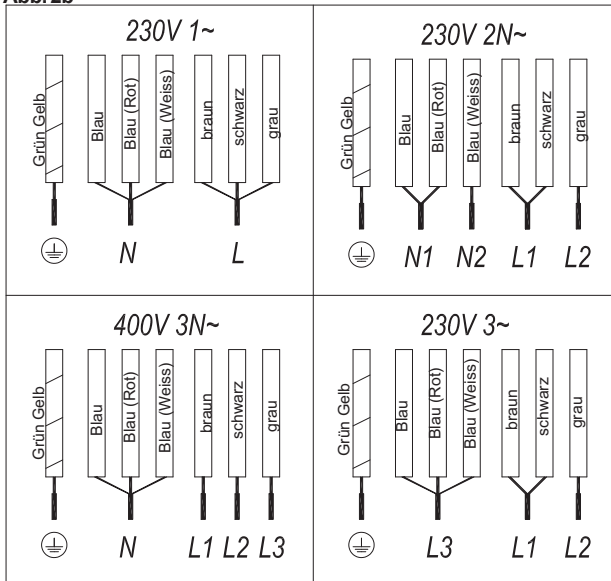 230V 1~
Grün Gelb
Blau
Blau (Rot)
Blau (Weiss)
braun
schwarz
grau
N
L
230V 2N~
Grün Gelb
Blau
Blau (Rot)
Blau (Weiss)
braun
schwarz
grau
N1 N2 L1 L2
400V 3N~
Grün Gelb
Blau
Blau (Rot)
Blau (Weiss)
braun
schwarz
grau
N L1 L2 L3
230V 3~
Grün Gelb
Blau
Blau (Rot)
Blau (Weiss)
braun
schwarz
grau
L3 L1 L2